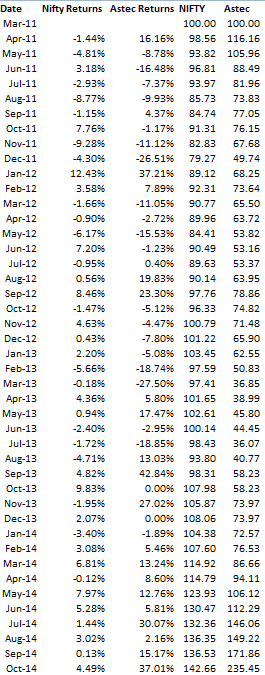 Date Nifty Returns Astec Returns NIFTY Astec
Mar-11 100.00 100.00
Apr-11 -1.44% 16.16% 98.56 116.16
May-11 -4.81% -8.78% 93.82 105.96
Jun-11 3.18% -16.48% 96.81 88.49
Jul-11 -2.93% -7.37% 93.97 81.96
Aug-11 -8.77% -9.93% 85.73 73.83
Sep-11 -1.15% 4.37% 84.74 77.05
Oct-11 7.76% -1.17% 91.31 76.15
Nov-11 -9.28% -11.12% 82.83 67.68
Dec-11 -4.30% -26.51% 79.27 49.74
Jan-12 12.43% 37.21% 89.12 68.25
Feb-12 3.58% 7.89% 92.31 73.64
Mar-12 -1.66% -11.05% 90.77 65.50
Apr-12 -0.90% -2.72% 89.96 63.72
May-12 -6.17% -15.53% 84.41 53.82
Jun-12 7.20% -1.23% 90.49 53.16
Jul-12 -0.95% 0.40% 89.63 53.37
Aug-12 0.56% 19.83% 90.14 63.95
Sep-12 8.46% 23.30% 97.76 78.86
Oct-12 -1.47% -5.12% 96.33 74.82
Nov-12 4.63% -4.47% 100.79 71.48
Dec-12 0.43% -7.80% 101.22 65.90
Jan-13 2.20% -5.08% 103.45 62.55
Feb-13 -5.66% -18.74% 97.59 50.83
Mar-13 -0.18% -27.50% 97.41 36.85
Apr-13 4.36% 5.80% 101.65 38.99
May-13 0.94% 17.47% 102.61 45.80
Jun-13 -2.40% -2.95% 100.14 44.45
Jul-13 -1.72% -18.85% 98.43 36.07
Aug-13 -4.71% 13.03% 93.80 40.77
Sep-13 4.82% 42.84% 98.31 58.23
Oct-13 9.83% 0.00% 107.98 58.23
Nov-13 -1.95% 27.02% 105.87 73.97
Dec-13 2.07% 0.00% 108.06 73.97
Jan-14 -3.40% -1.89% 104.38 72.57
Feb-14 3.08% 5.46% 107.60 76.53
Mar-14 6.81% 13.24% 114.92 86.66
Apr-14 -0.12% 8.60% 114.79 94.11
May-14 7.97% 12.76% 123.93 106.12
Jun-14 5.28% 5.81% 130.47 112.29
Jul-14 1.44% 30.07% 132.36 146.06
Aug-14 3.02% 2.16% 136.35 149.22
Sep-14 0.13% 15.17% 136.53 171.86
Oct-14 4.49% 37.01% 142.66 235.45